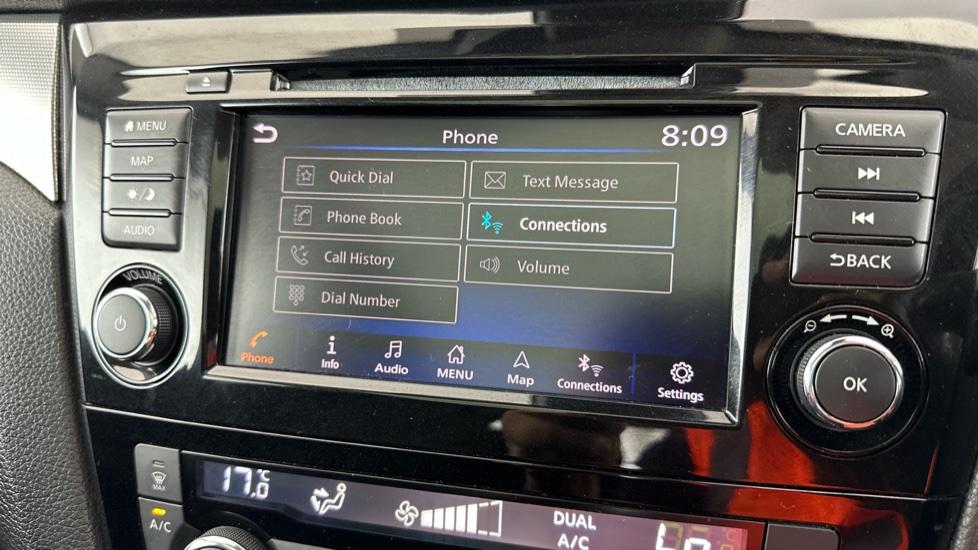 MENU
MAP
AUDIO
VOLUME
Phone 8:09
Quick Dial
Text Message
Phone Book
Connections
Call History
Volume
Dial Number
Phone
Info
Audio
MENU
Map
Connections
Settings
CAMERA
BACK
OK
MAX
A/C
17.0°C
DUAL
A/C
Lo